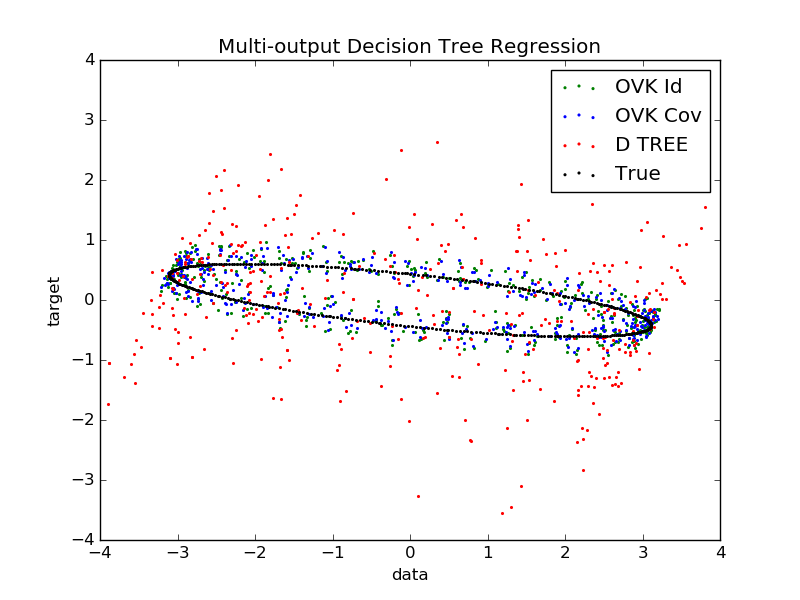 Multi-output Decision Tree Regression
4
3
2
1
0
−1
−2
−3
−4
target
OVK Id
OVK Cov
D TREE
True
−4 −3 −2 −1 0 1 2 3 4
data